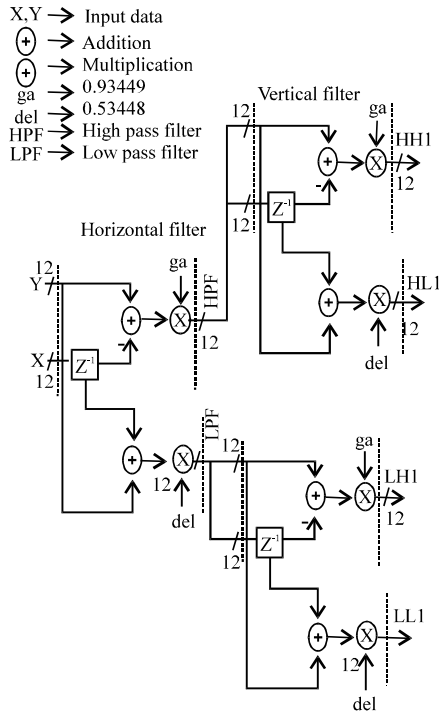 X,Y → Input data
+ → Addition
+ → Multiplication
ga → 0.93449
del → 0.53448
HPF → High pass filter
LPF → Low pass filter
Vertical filter
12
ga
HH1
+
X
-
12
12
Z-1
HL1
+
X
12
del
Horizontal filter
ga
HPF
12
Y
+
X
12
-
X
12
Z-1
LPF
12
ga
LH1
+
X
12
del
+
X
-
12
12
Z-1
LL1
+
X
12
del